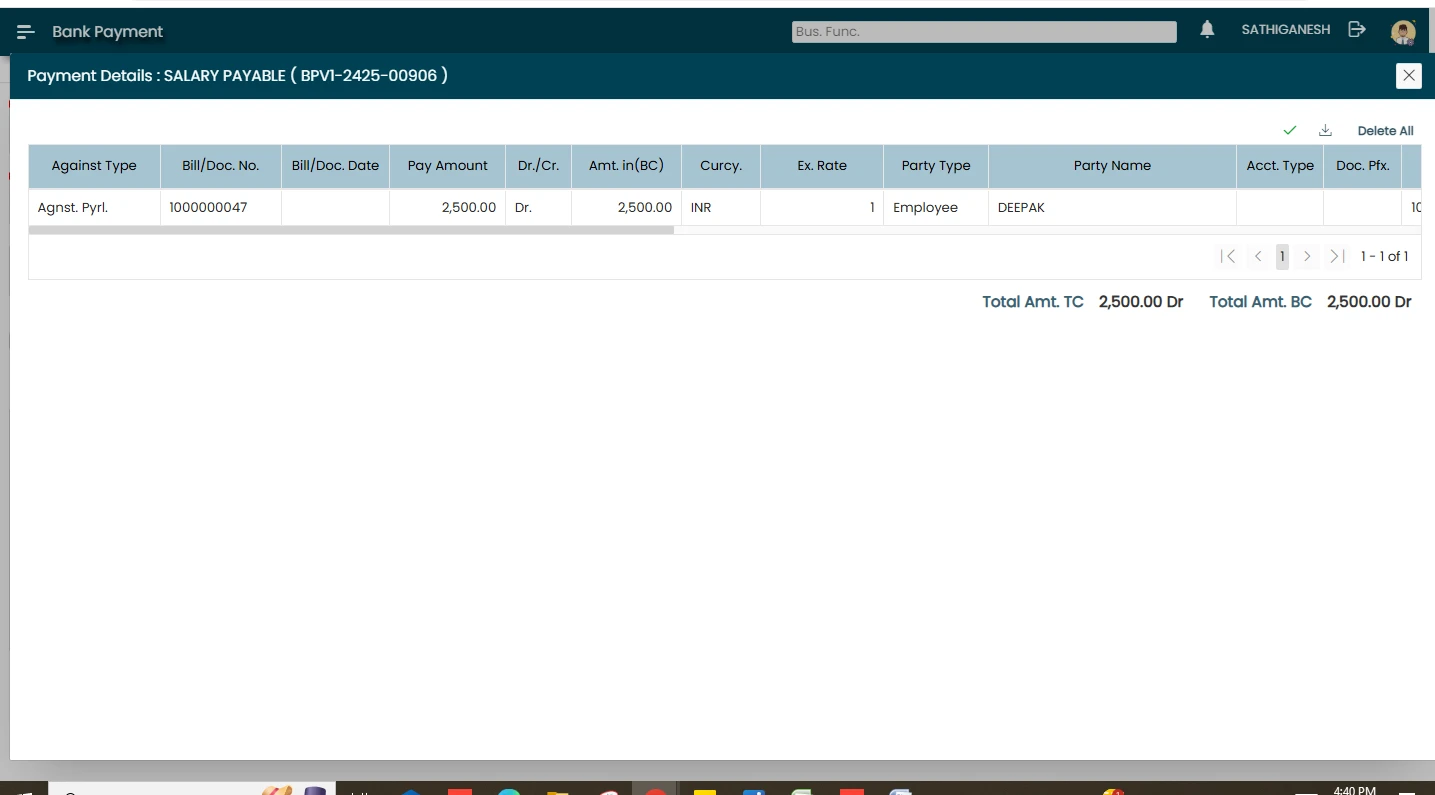 Bank Payment
Bus. Func.
SATHIGANESH
Payment Details : SALARY PAYABLE ( BPV1-2425-00906 )
Delete All
Against Type Bill/Doc. No. Bill/Doc. Date Pay Amount Dr./Cr. Amt. in(BC) Curcy. Ex. Rate Party Type Party Name Acct. Type Doc. Pfx.
Agnst. Pyrl. 1000000047 2,500.00 Dr. 2,500.00 INR 1 Employee DEEPAK 10
1 1 - 1 of 1
Total Amt. TC 2,500.00 Dr Total Amt. BC 2,500.00 Dr
4:40 PM